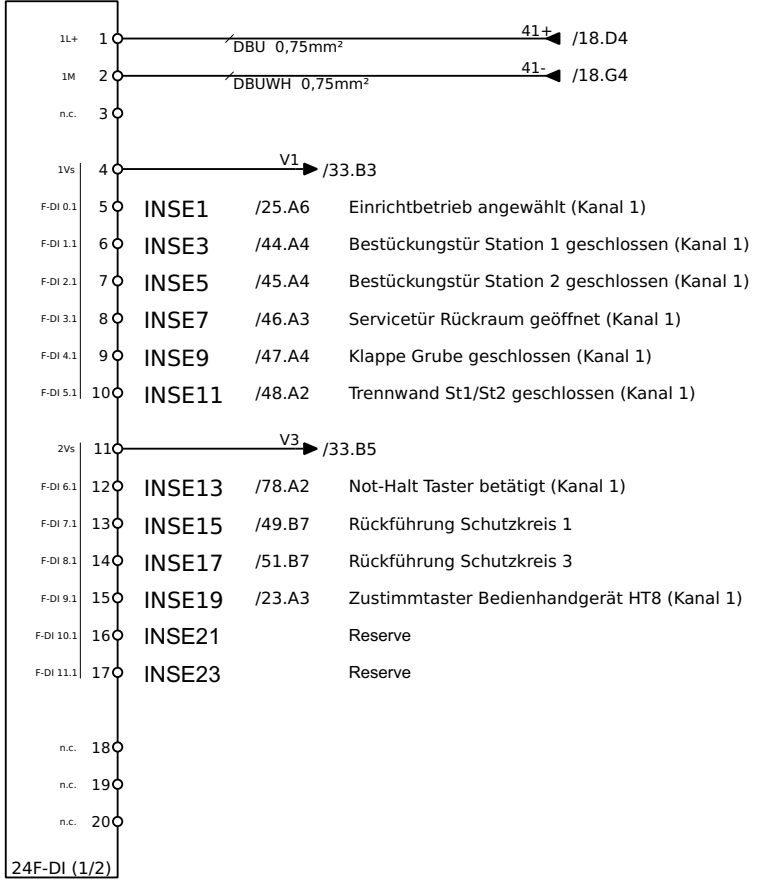 1L+ 1 DBU 0,75mm² 41+ /18.D4
1M 2 DBUWH 0,75mm² 41- /18.G4
n.c. 3
1Vs 4 V1 /33.B3
F-DI 0.1 5 INSE1 /25.A6 Einrichtbetrieb angewählt (Kanal 1)
F-DI 1.1 6 INSE3 /44.A4 Bestückungstür Station 1 geschlossen (Kanal 1)
F-DI 2.1 7 INSE5 /45.A4 Bestückungstür Station 2 geschlossen (Kanal 1)
F-DI 3.1 8 INSE7 /46.A3 Servicetür Rückraum geöffnet (Kanal 1)
F-DI 4.1 9 INSE9 /47.A4 Klappe Grube geschlossen (Kanal 1)
F-DI 5.1 10 INSE11 /48.A2 Trennwand St1/St2 geschlossen (Kanal 1)
2Vs 11 V3 /33.B5
F-DI 6.1 12 INSE13 /78.A2 Not-Halt Taster betätigt (Kanal 1)
F-DI 7.1 13 INSE15 /49.B7 Rückführung Schutzkreis 1
F-DI 8.1 14 INSE17 /51.B7 Rückführung Schutzkreis 3
F-DI 9.1 15 INSE19 /23.A3 Zustimmtaster Bedienhandgerät HT8 (Kanal 1)
F-DI 10.1 16 INSE21 Reserve
F-DI 11.1 17 INSE23 Reserve
n.c. 18
n.c. 19
n.c. 20
24F-DI (1/2)